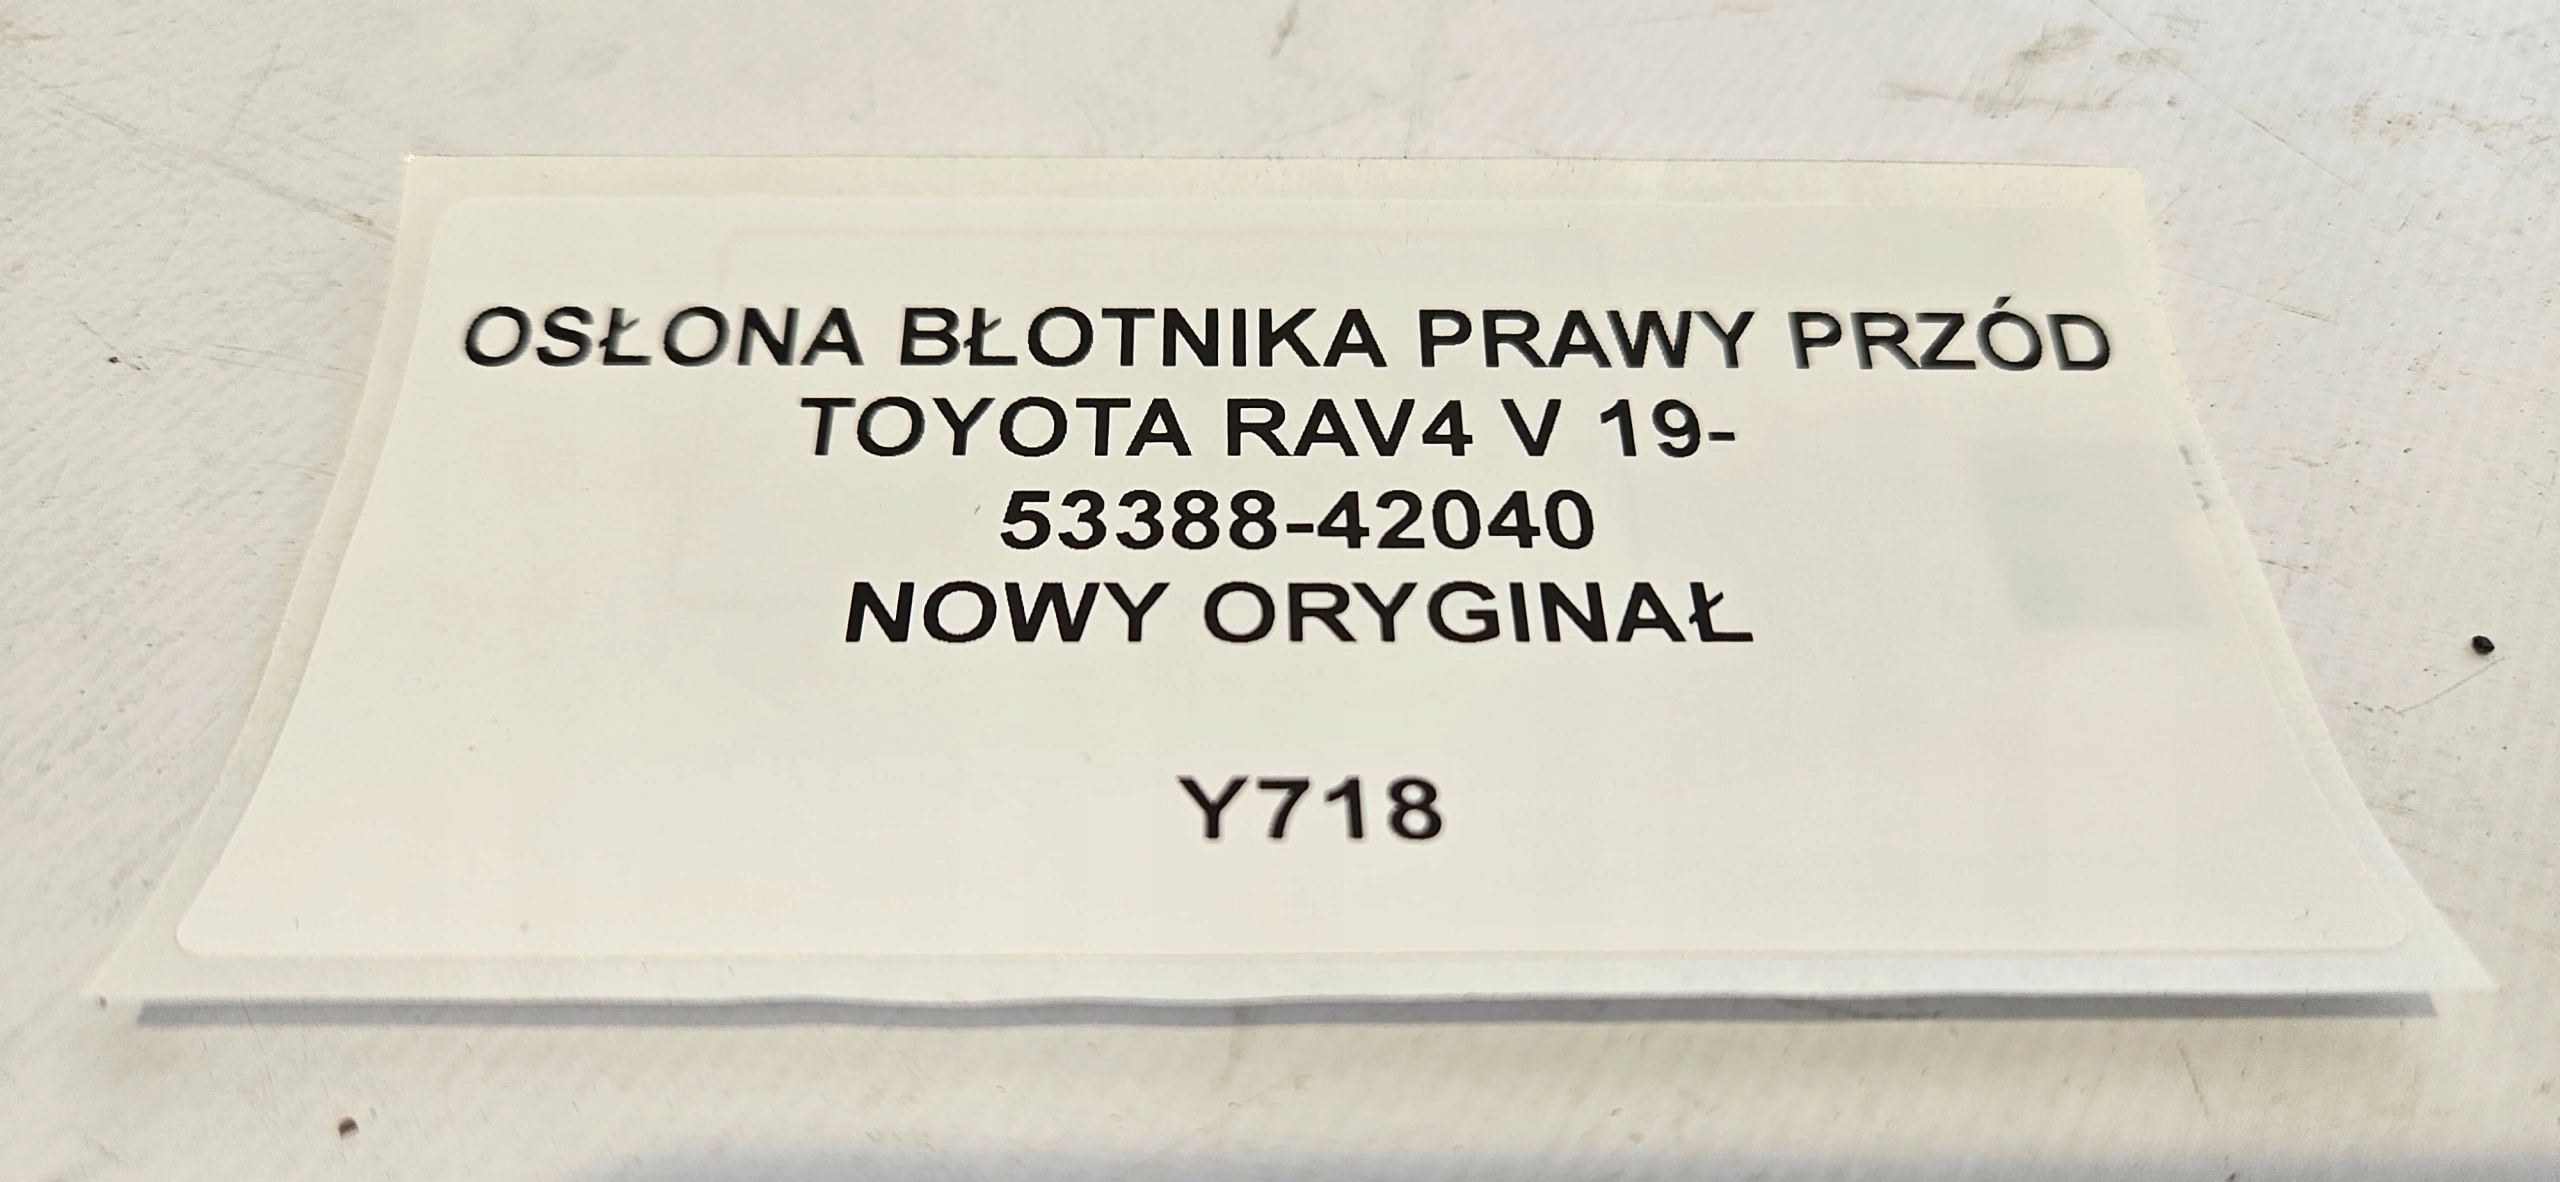 OSŁONA BŁOTNIKA PRAWY PRZÓD
TOYOTA RAV4 V 19-
53388-42040
NOWY ORYGINAŁ
Y718